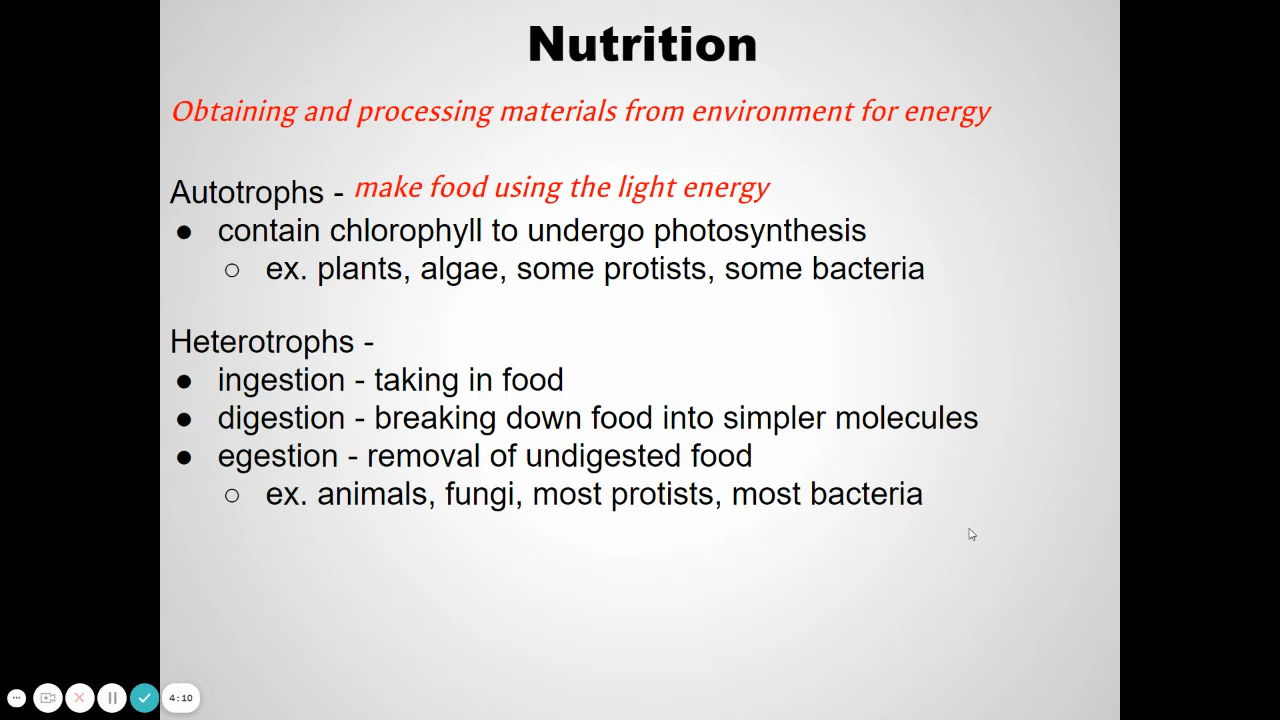 Nutrition
Obtaining and processing materials from environment for energy
Autotrophs - make food using the light energy
● contain chlorophyll to undergo photosynthesis
○ ex. plants, algae, some protists, some bacteria
Heterotrophs -
● ingestion - taking in food
● digestion - breaking down food into simpler molecules
● egestion - removal of undigested food
○ ex. animals, fungi, most protists, most bacteria
4:10